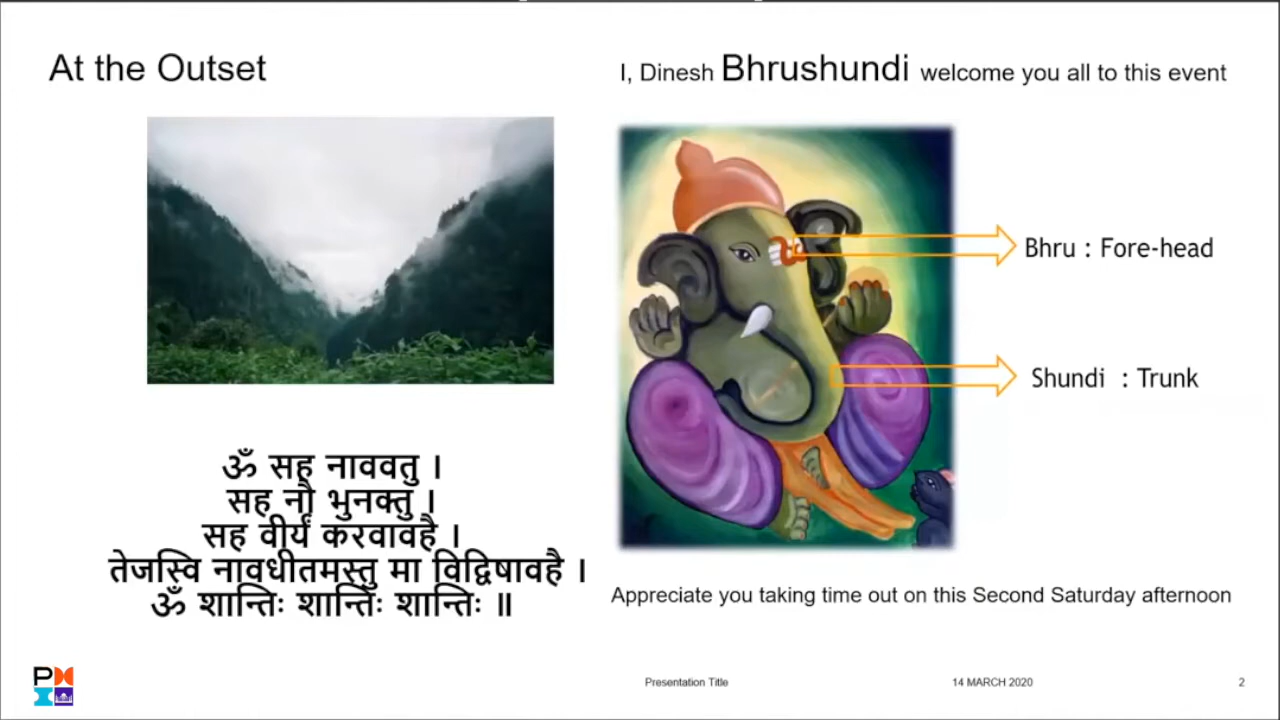 At the Outset
I, Dinesh Bhrushundi welcome you all to this event
Bhru : Fore-head
Shundi : Trunk
ॐ सह नाववतु ।
सह नौ भुनक्तु ।
सह वीर्यं करवावहै ।
तेजस्वि नावधीतमस्तु मा विद्विषावहै ।
ॐ शान्तिः शान्तिः शान्तिः ॥
Appreciate you taking time out on this Second Saturday afternoon
P
Presentation Title
14 MARCH 2020
2